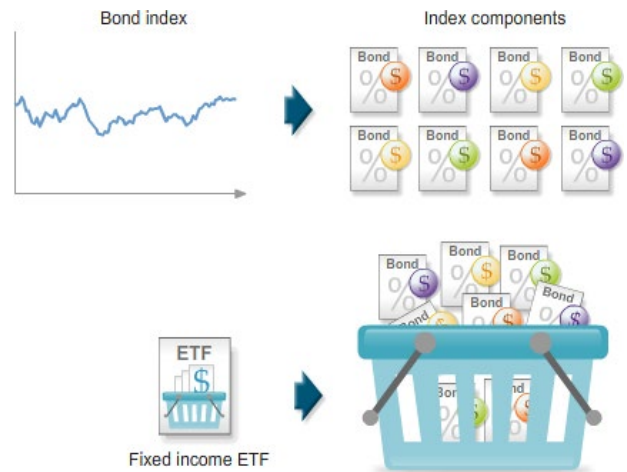 Bond index
Index components
Bond % $
Bond % $
Bond % $
Bond % $
Bond % $
Bond % $
Bond % $
Bond % $
Bond $
Bond $
Bond $
Bond
Bond $
Bond $
ETF
$
% $
% $
Fixed income ETF